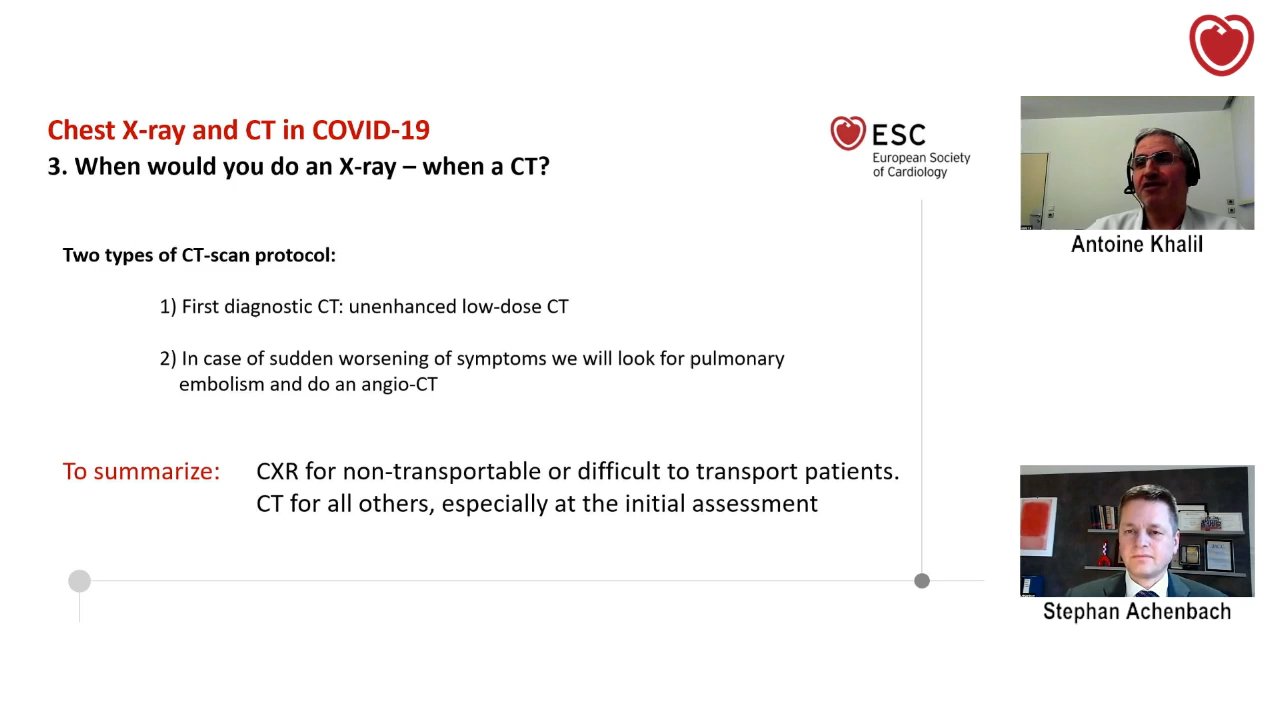 Chest X-ray and CT in COVID-19
3. When would you do an X-ray – when a CT?
ESC
European Society
of Cardiology
Two types of CT-scan protocol:
1) First diagnostic CT: unenhanced low-dose CT
2) In case of sudden worsening of symptoms we will look for pulmonary
embolism and do an angio-CT
To summarize: CXR for non-transportable or difficult to transport patients.
CT for all others, especially at the initial assessment
Antoine Khalil
Stephan Achenbach